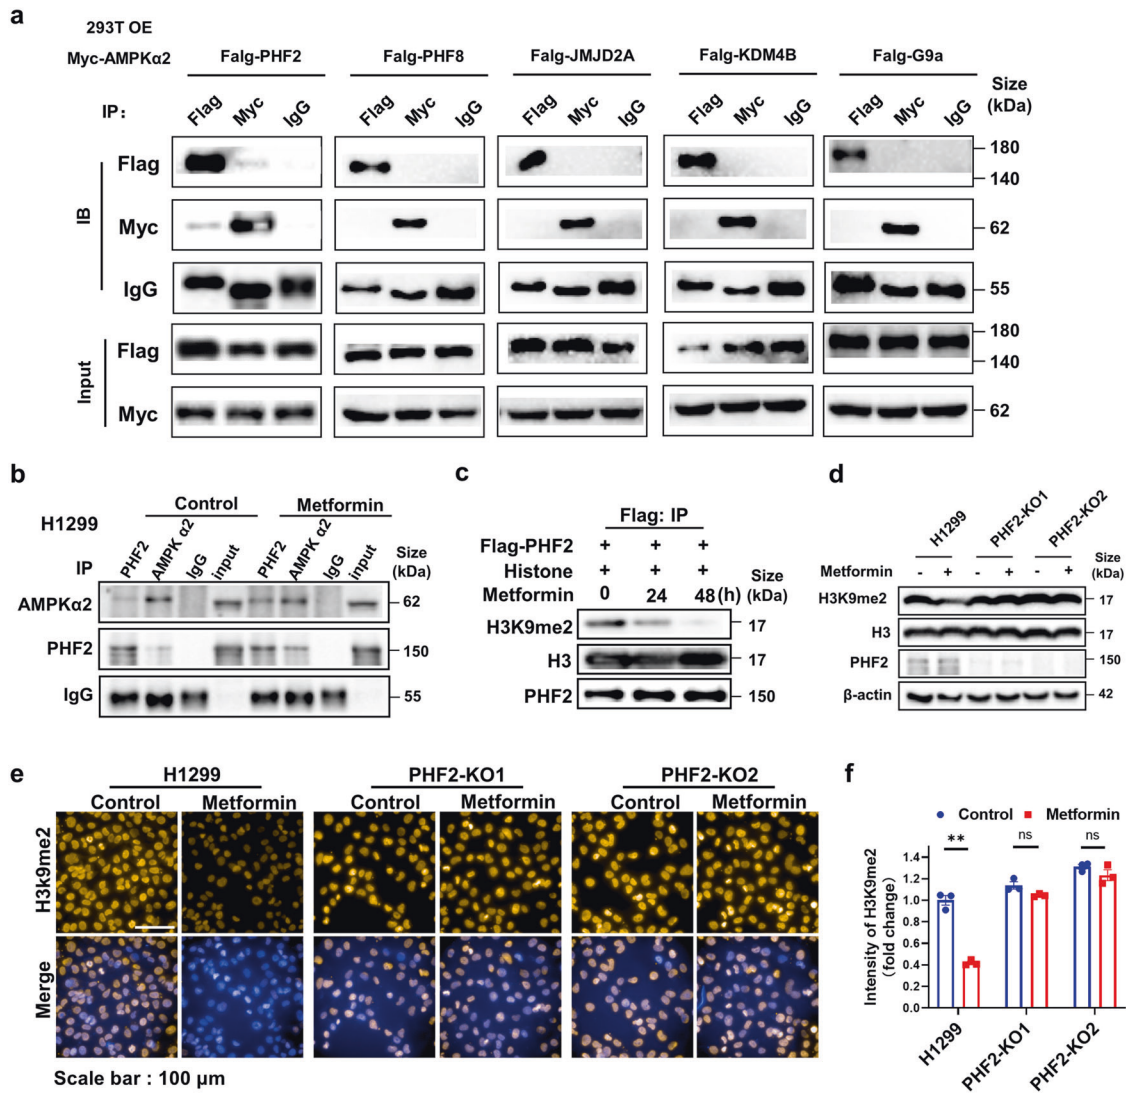 a
293T OE
Myc-AMPKα2
Falg-PHF2 Falg-PHF8 Falg-JMJD2A Falg-KDM4B Falg-G9a
Size
(kDa)
IP: Flag Myc IgG Flag Myc IgG Flag Myc IgG Flag Myc IgG Flag Myc IgG
IB
Flag 180
140
Myc 62
IgG 55
Input
Flag 180
140
Myc 62
b
Control Metformin
H1299
IP PHF2 AMPK α2 IgG input PHF2 AMPK α2 IgG input Size
(kDa)
AMPKα2 62
PHF2 150
IgG 55
c
Flag: IP
Flag-PHF2 + + +
Histone + + +
Metformin 0 24 48 (h)
Size
(kDa)
H3K9me2 17
H3 17
PHF2 150
d
H1299 PHF2-KO1 PHF2-KO2
Size
(kDa)
Metformin - + - + - +
H3K9me2 17
H3 17
PHF2 150
β-actin 42
e
H1299 PHF2-KO1 PHF2-KO2
Control Metformin Control Metformin Control Metformin
H3k9me2
Merge
Scale bar : 100 μm
f
Control Metformin
** ns ns
Intensity of H3K9me2
(fold change)
1.4
1.2
1.0
0.8
0.6
0.4
0.2
0.0
H1299 PHF2-KO1 PHF2-KO2